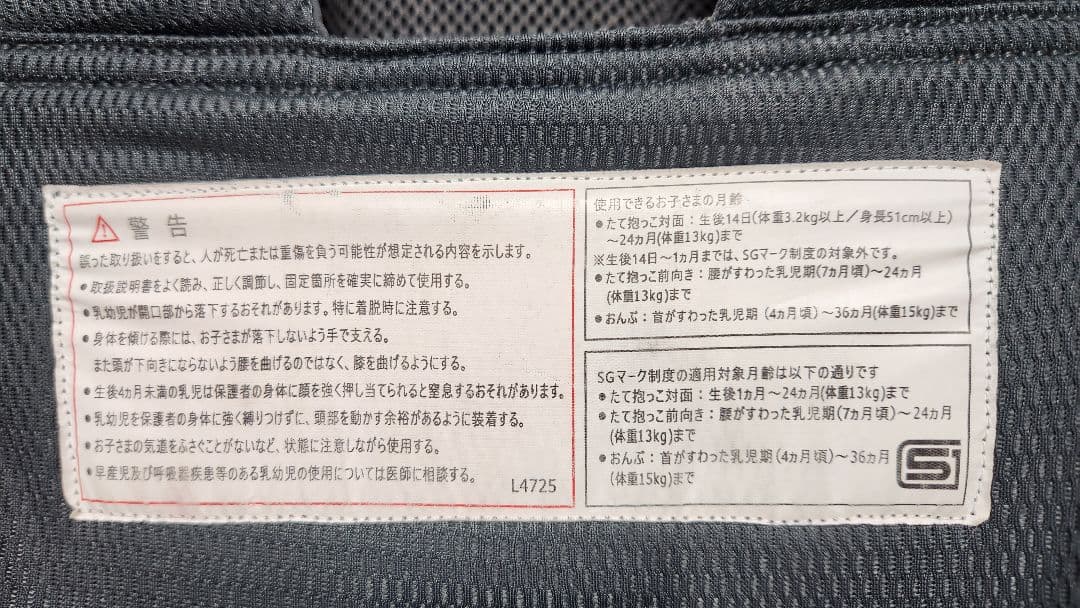 警告
誤った取り扱いをすると、人が死亡または重傷を負う可能性が想定される内容を示します。
●取扱説明書をよく読み、正しく調節し、固定箇所を確実に締めて使用する。
●乳幼児が開口部から落下するおそれがあります。特に着脱時に注意する。
●身体を傾ける際には、お子さまが落下しないよう手で支える。
また頭が下向きにならないよう腰を曲げるのではなく、膝を曲げるようにする。
●生後4カ月未満の乳児は保護者の身体に顔を強く押し当てられると窒息するおそれがあります。
●乳幼児を保護者の身体に強く縛りつけずに、頭部を動かす余裕があるように装着する。
●お子さまの気道をふさぐことがないなど、状態に注意しながら使用する。
●早産児及び呼吸器疾患等のある乳幼児の使用については医師に相談する。
L4725
使用できるお子さまの月齢
●たて抱っこ対面：生後14日(体重3.2kg以上／身長51cm以上)
～24カ月(体重13kg)まで
※生後14日～1カ月までは、SGマーク制度の対象外です。
●たて抱っこ前向き：腰がすわった乳児期(7カ月頃)～24カ月
(体重13kg)まで
●おんぶ：首がすわった乳児期（4カ月頃）～36カ月(体重15kg)まで
SGマーク制度の適用対象月齢は以下の通りです
●たて抱っこ対面：生後1カ月～24カ月(体重13kg)まで
●たて抱っこ前向き：腰がすわった乳児期(7カ月頃)～24カ月
(体重13kg)まで
●おんぶ：首がすわった乳児期（4カ月頃）～36カ月
（体重15kg)まで
SG